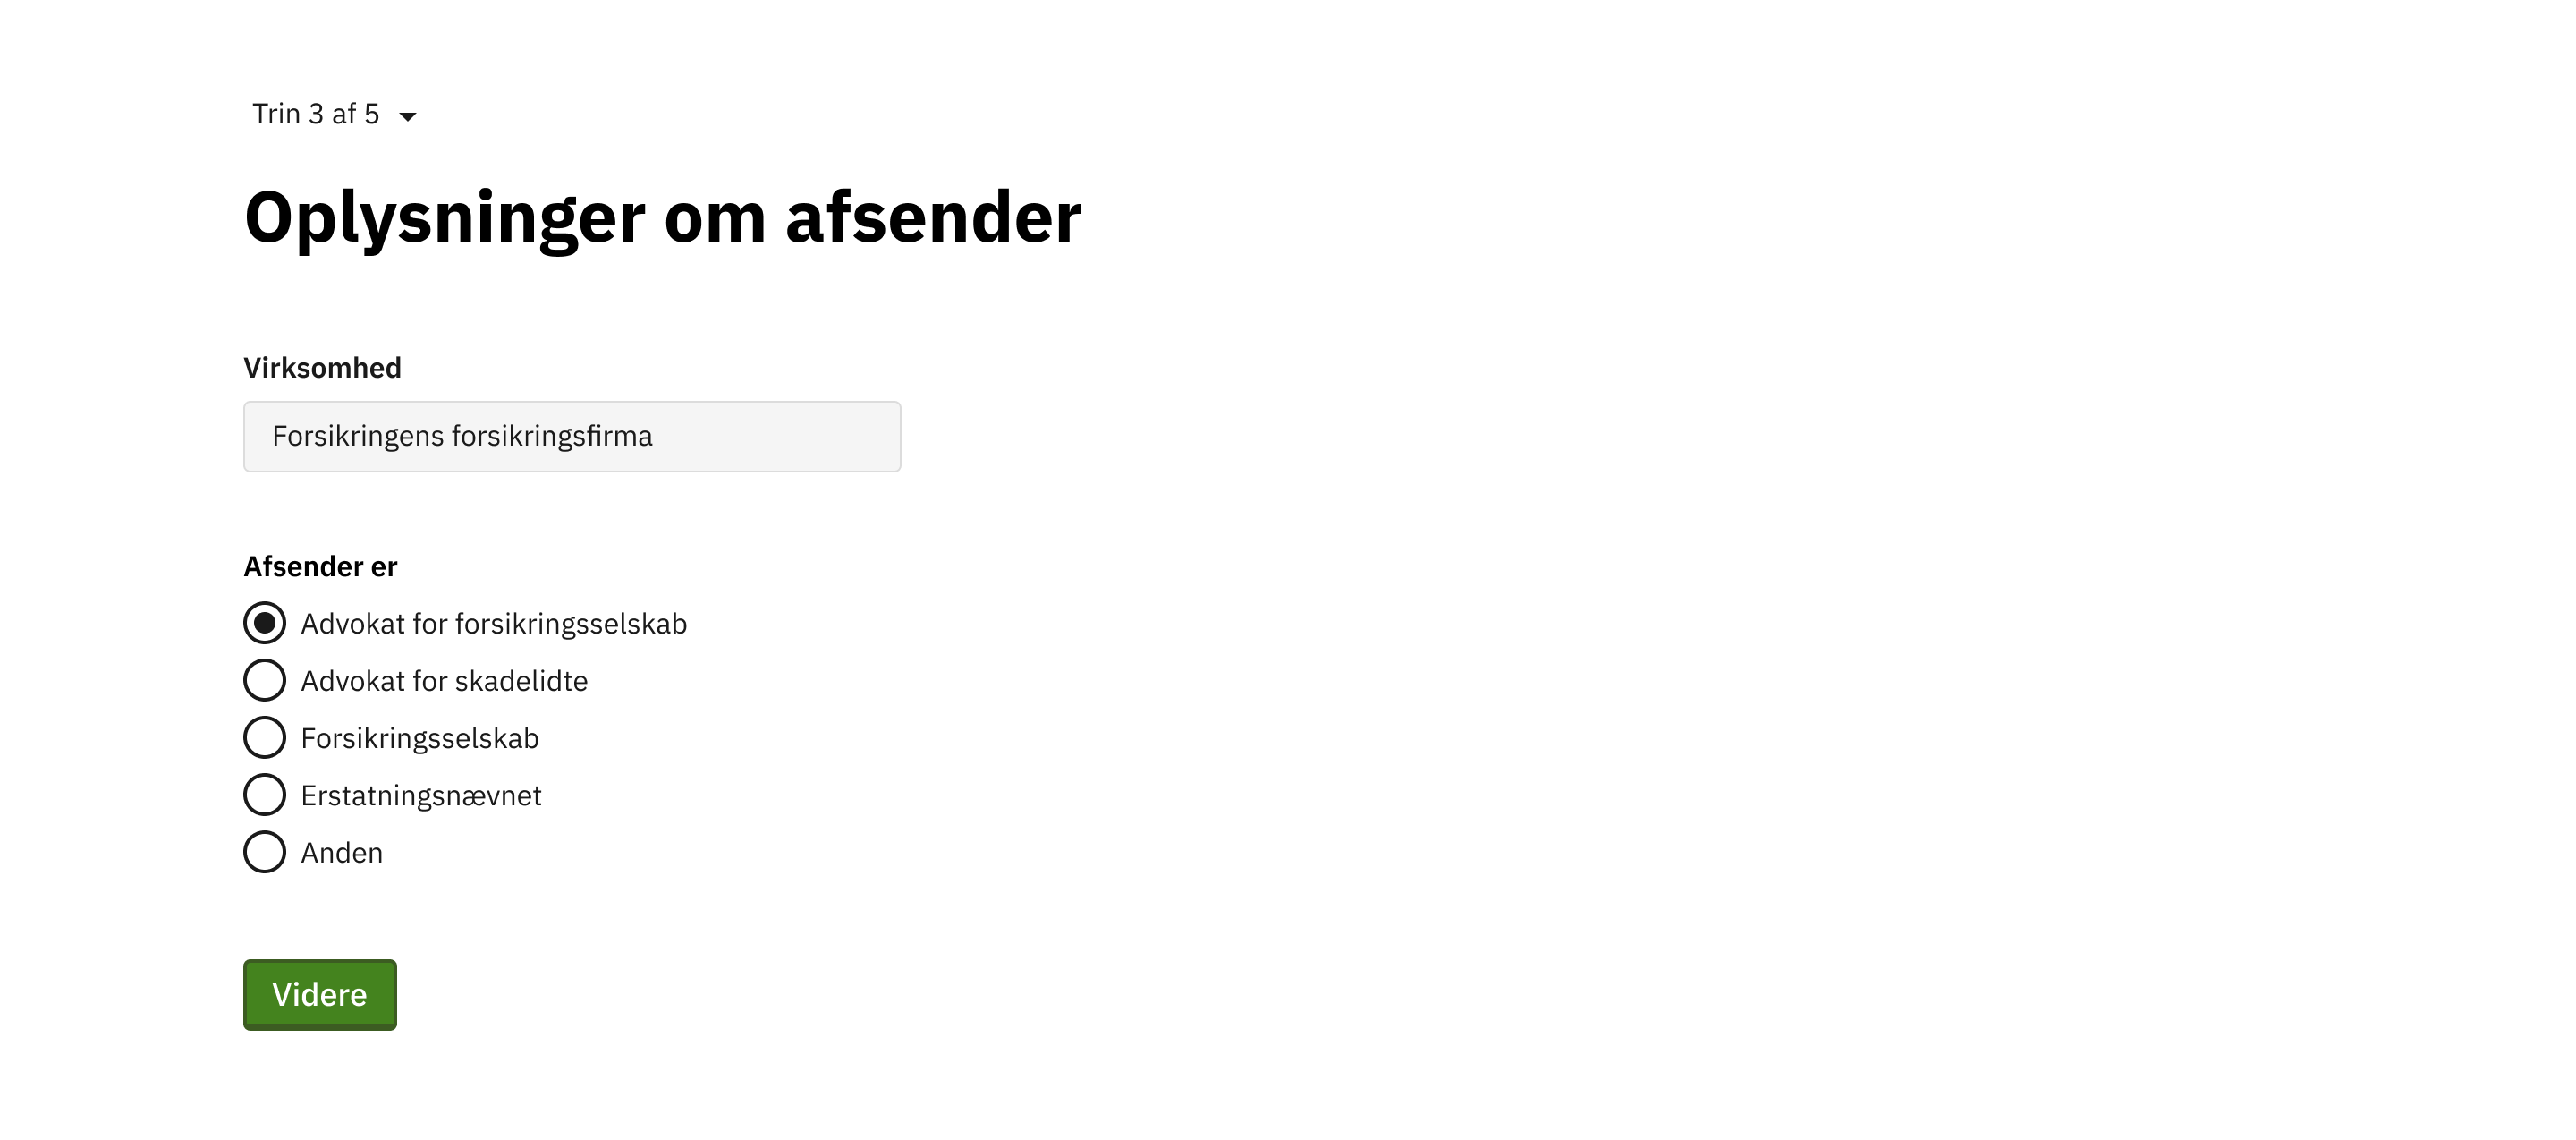 Trin 3 af 5
Oplysninger om afsender
Virksomhed
Forsikringens forsikringsfirma
Afsender er
Advokat for forsikringsselskab
Advokat for skadelidte
Forsikringsselskab
Erstatningsnævnet
Anden
Videre